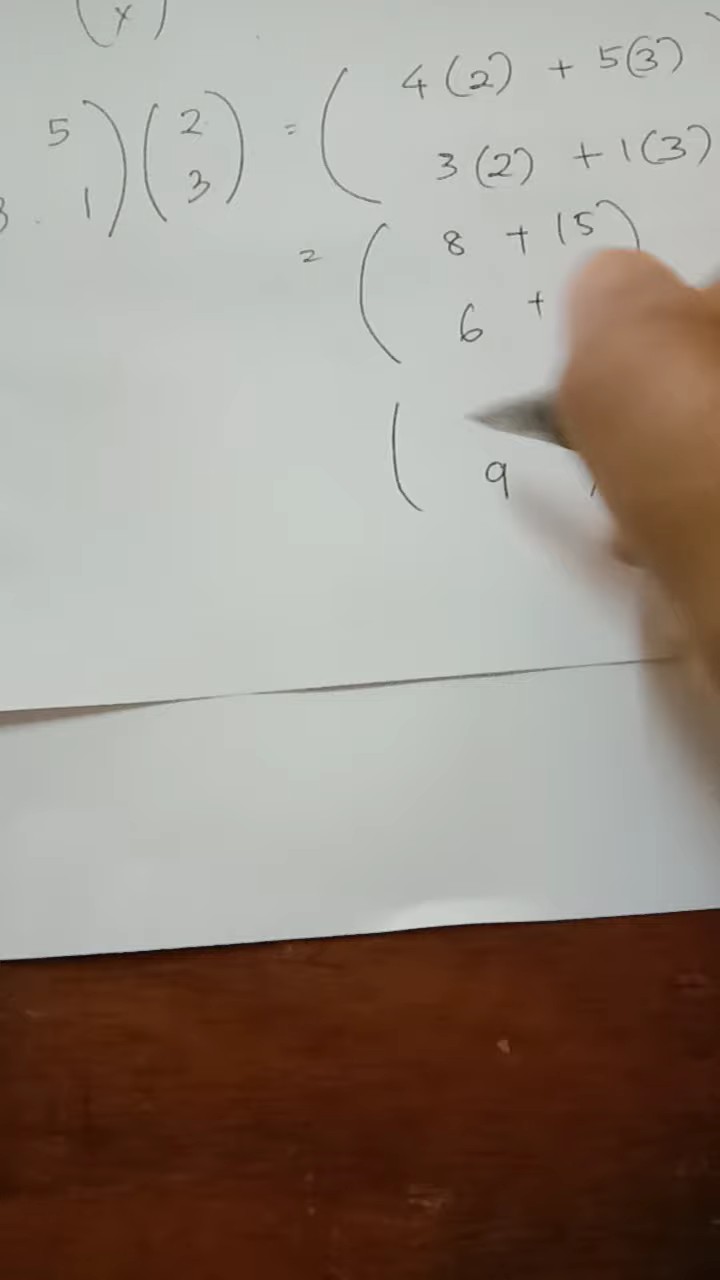 (x)
5) (2) = ( 4(2) + 5(3)
1) (3) 3(2) + 1(3)
= ( 8 + 15 )
6 +
(
9